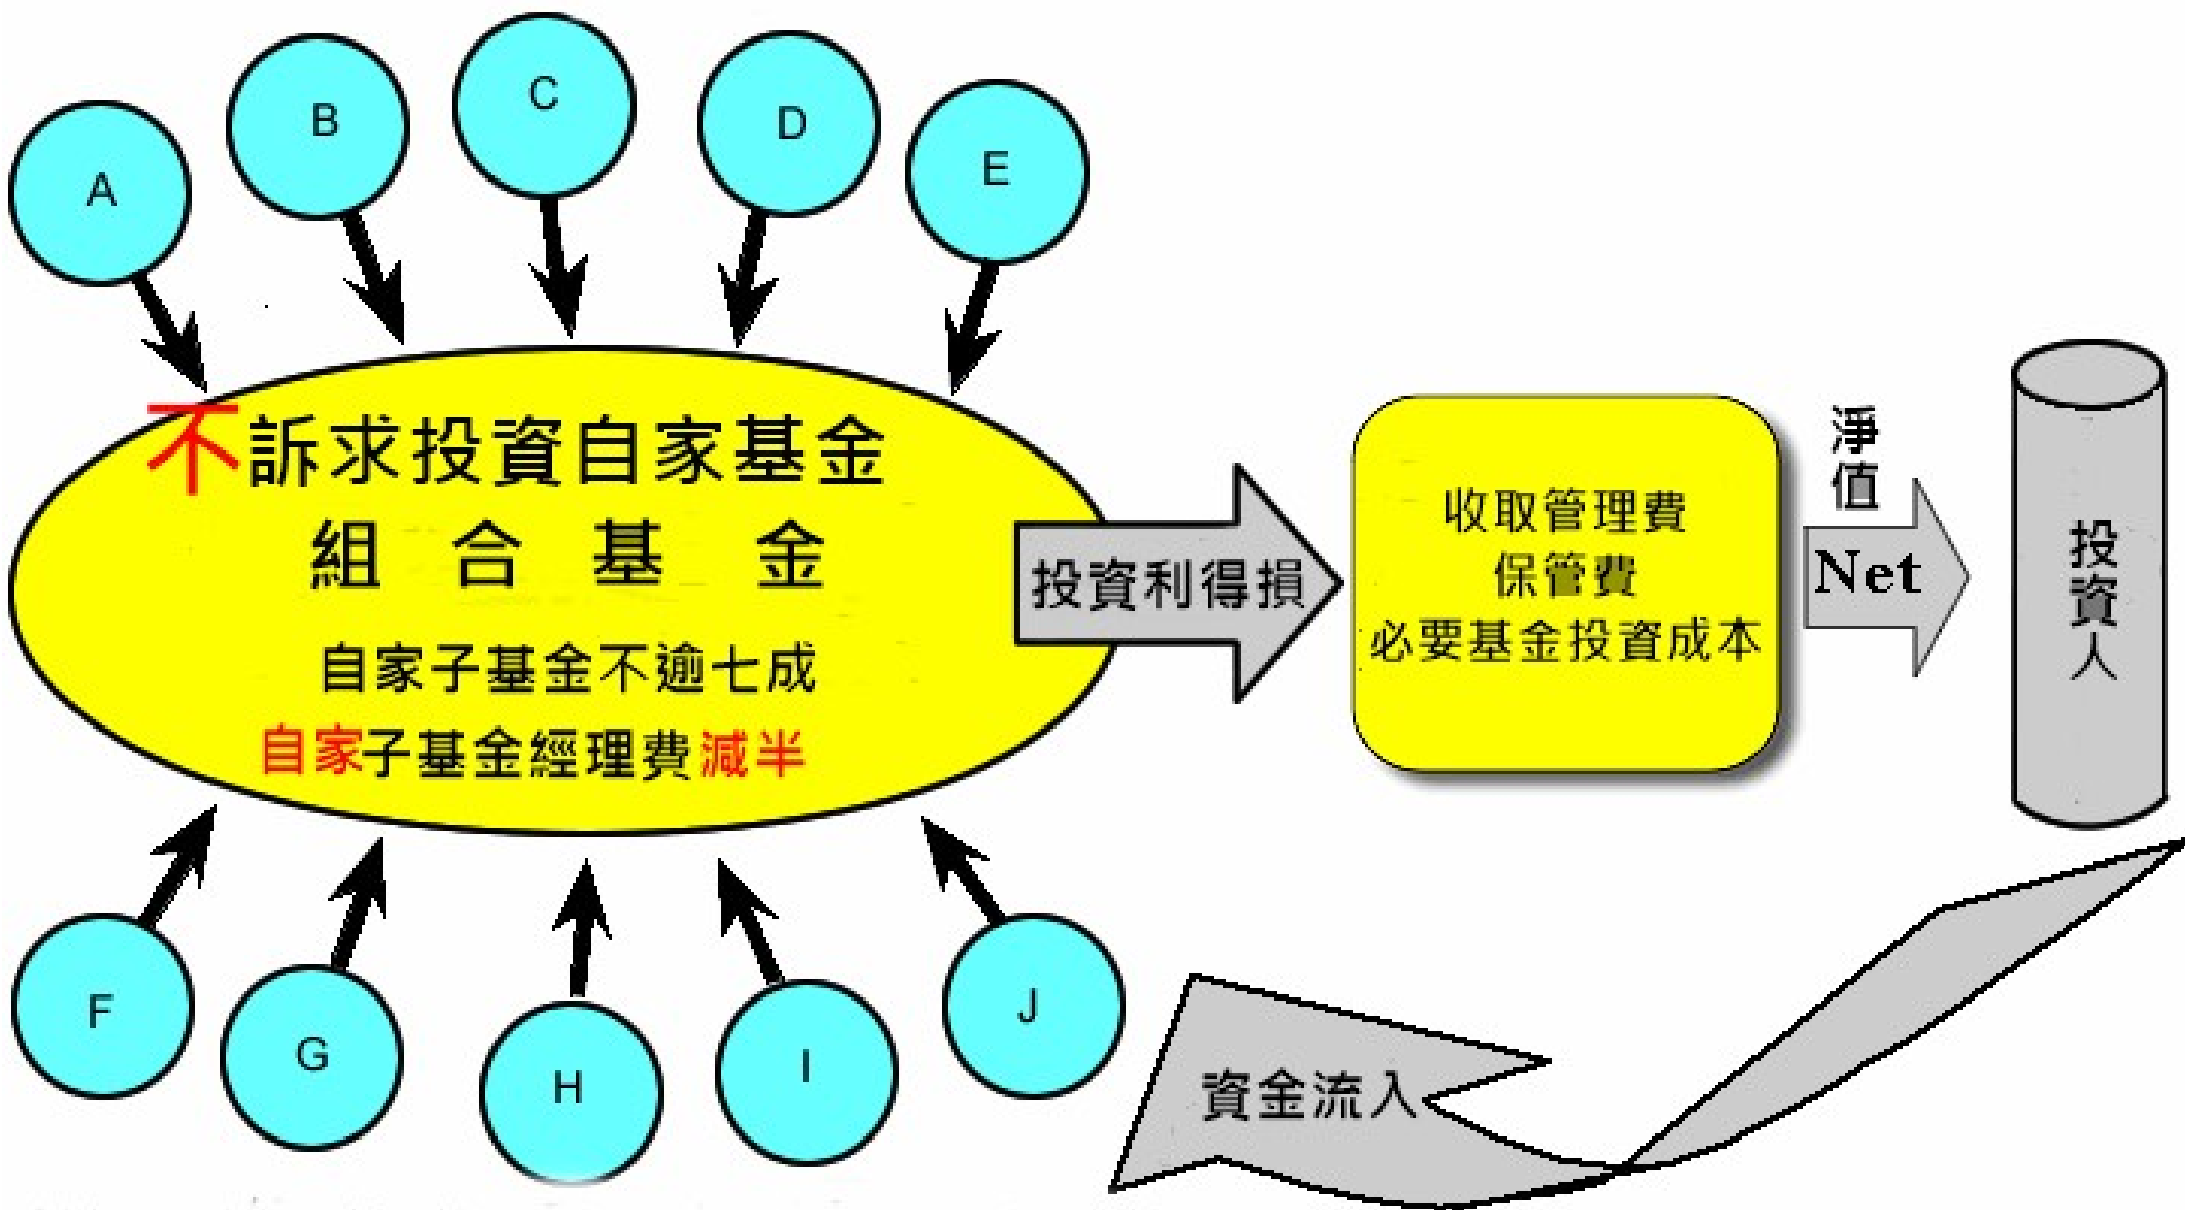 A
B
C
D
E
不訴求投資自家基金
組合基金
自家子基金不逾七成
自家子基金經理費減半
投資利得損
收取管理費
保管費
必要基金投資成本
淨值
Net
投資人
F
G
H
I
J
資金流入